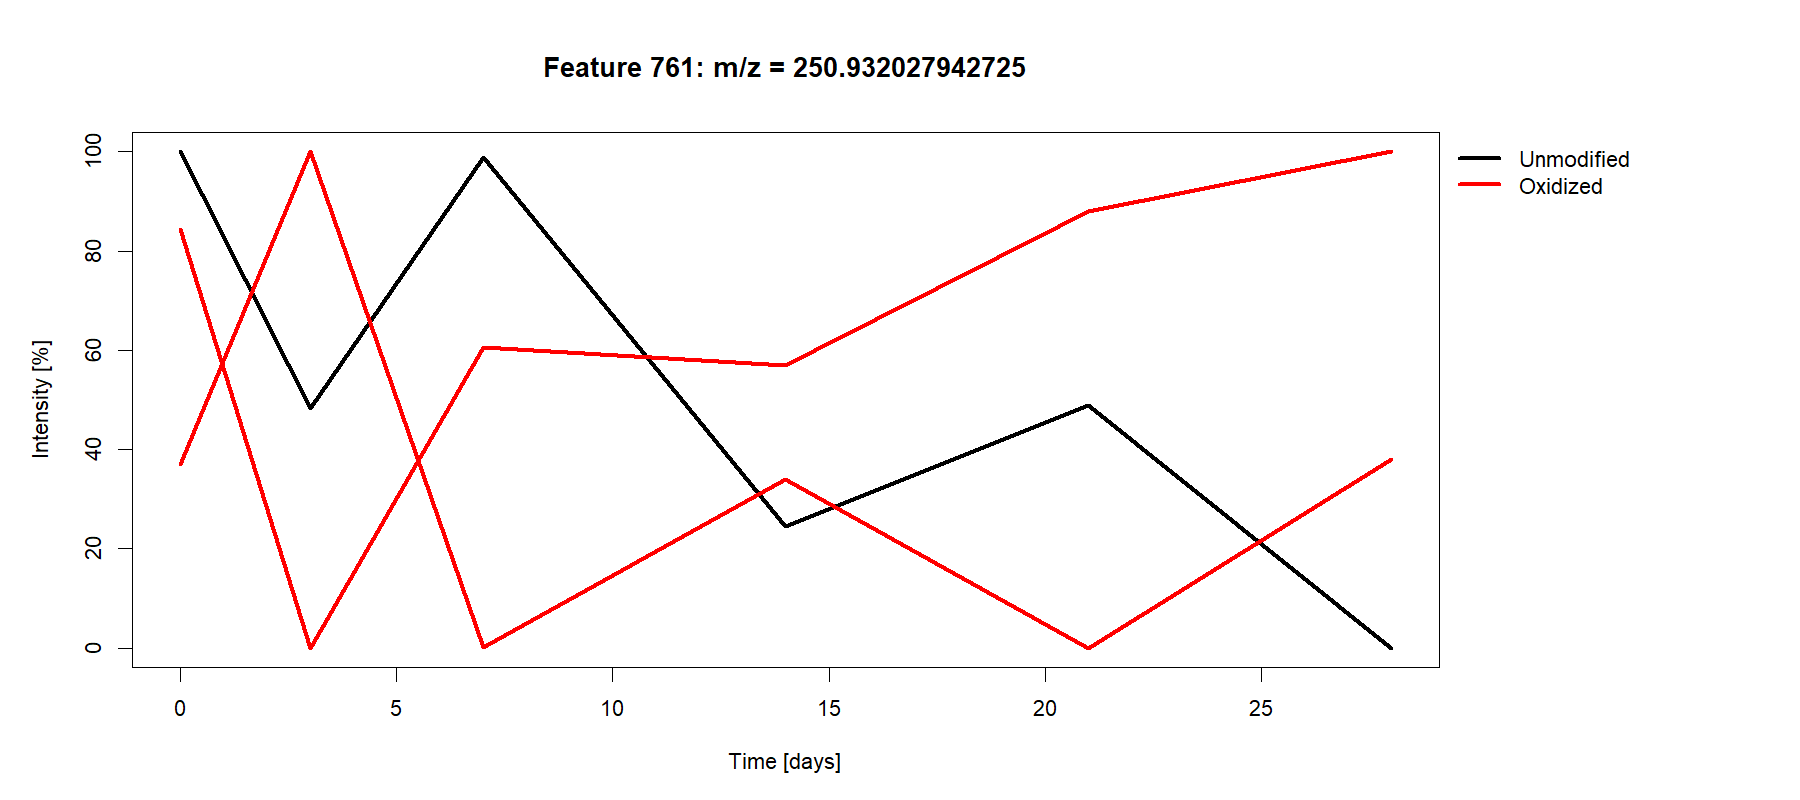 Feature 761: m/z = 250.932027942725
Unmodified
Oxidized
Intensity [%]
100
80
60
40
20
0
0 5 10 15 20 25
Time [days]